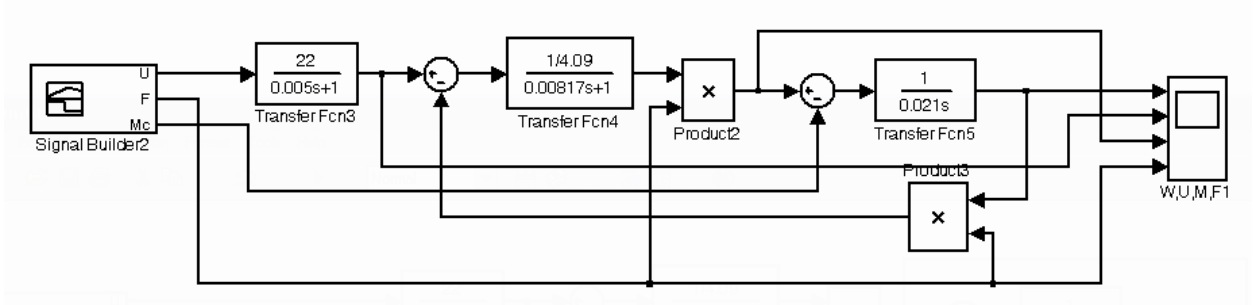 U
F
Mc
Signal Builder2
22
0.005s+1
Transfer Fcn3
1/4.09
0.00817s+1
Transfer Fcn4
×
Product2
1
0.021s
Transfer Fcn5
Product3
×
W,U,M,F1